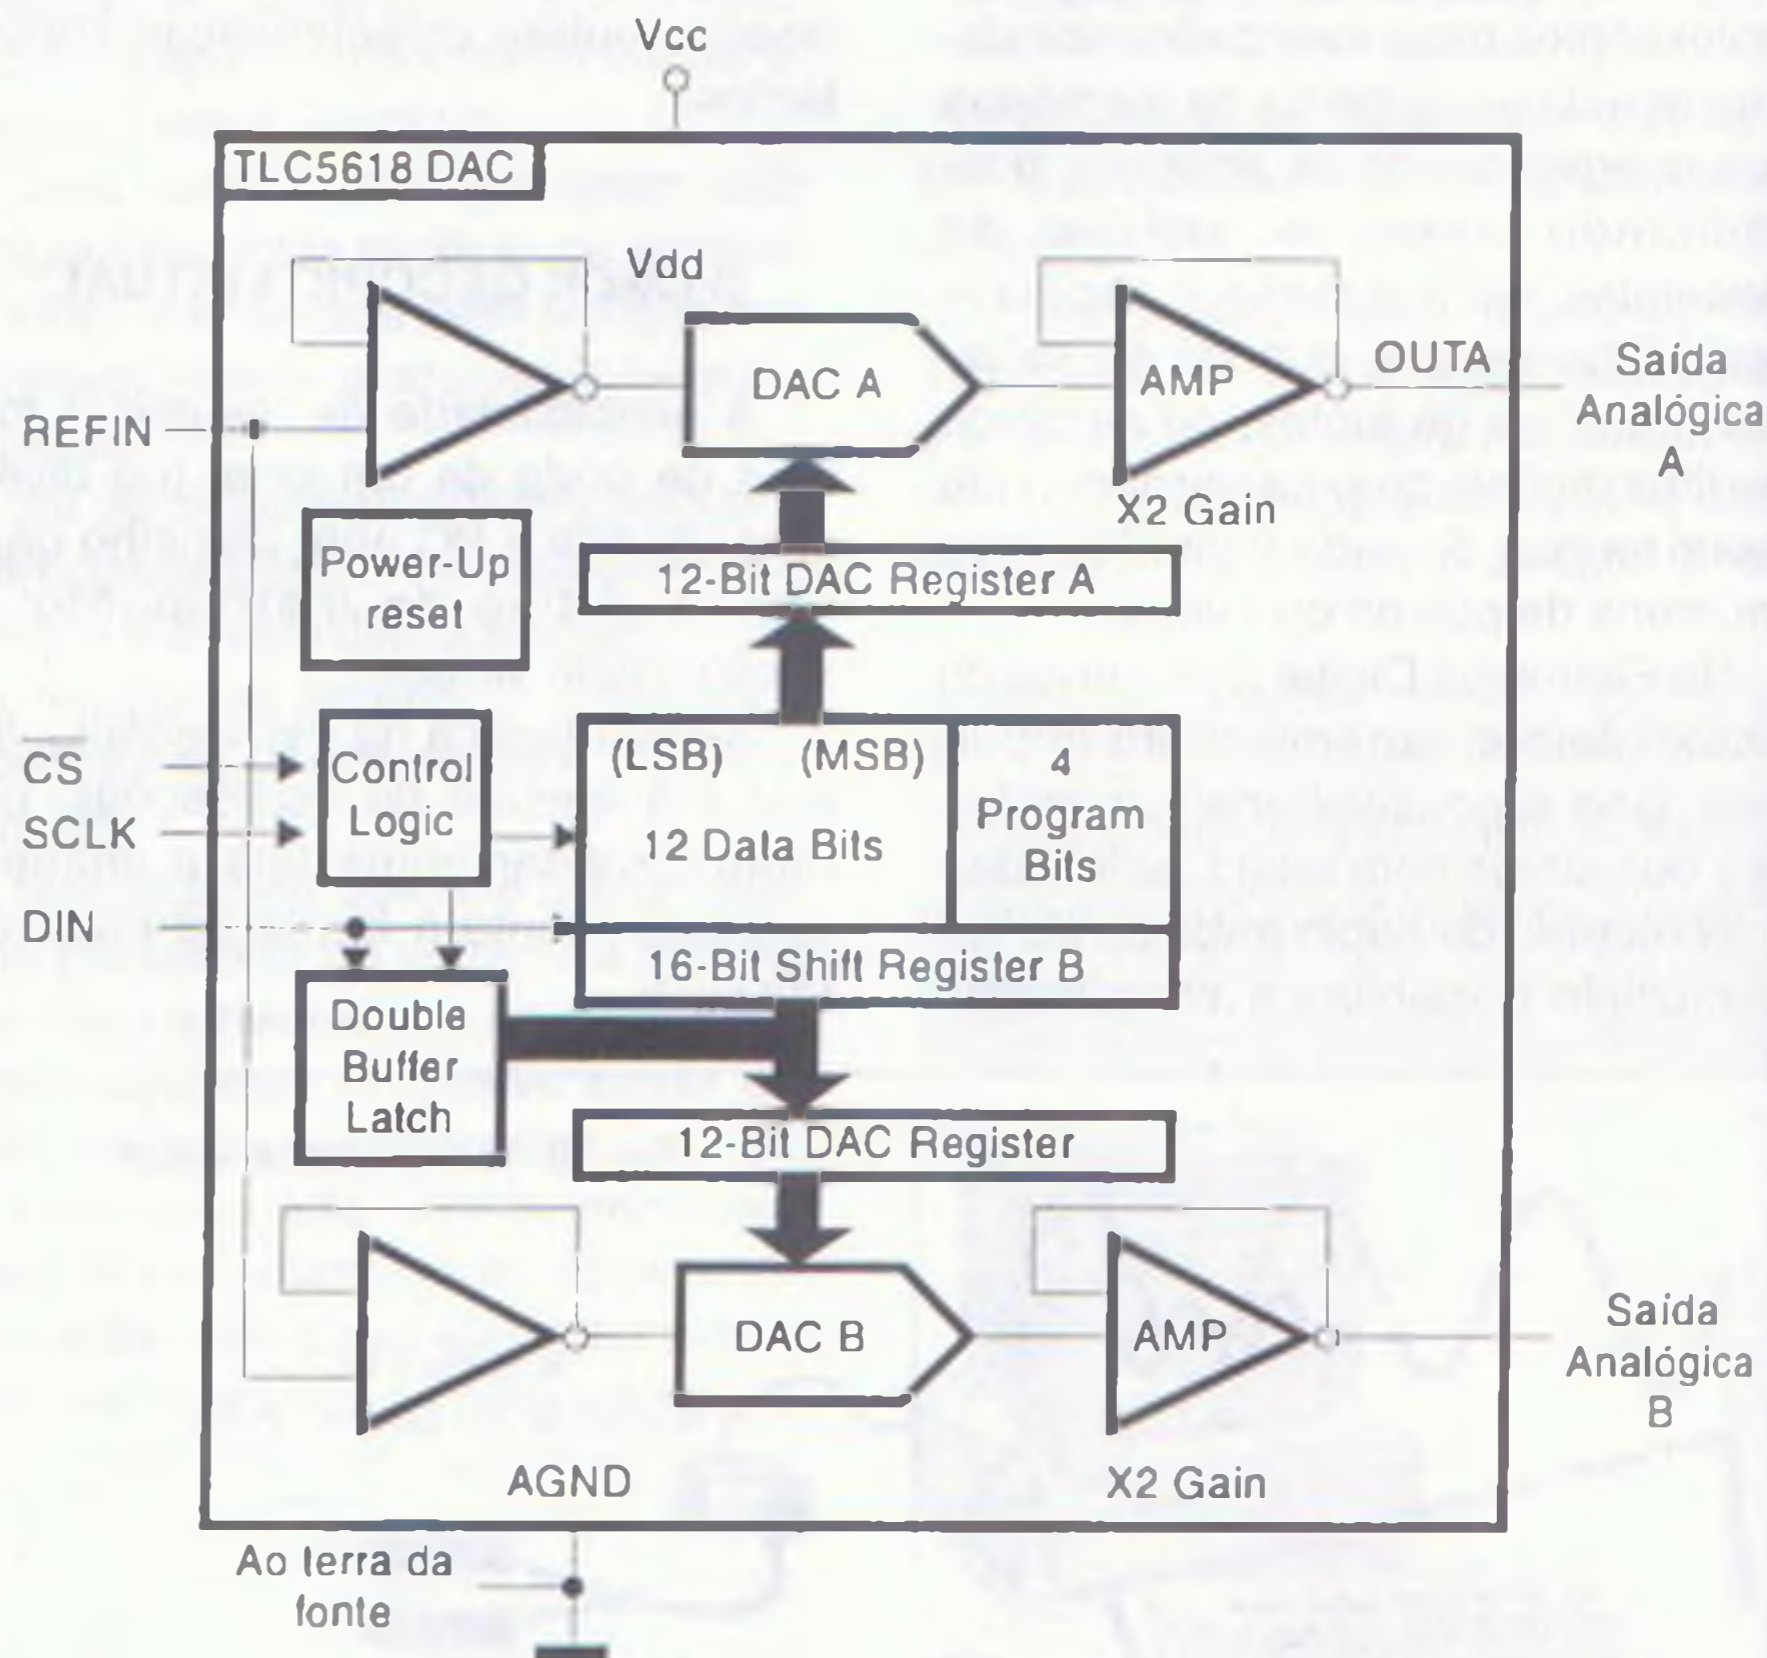 Vcc
TLC5618 DAC
Vdd
DAC A
AMP
OUTA
Saída
Analógica
A
REFIN
X2 Gain
Power-Up
reset
12-Bit DAC Register A
CS
SCLK
DIN
Control
Logic
(LSB) (MSB)
12 Data Bits
4
Program
Bits
16-Bit Shift Register B
Double
Buffer
Latch
12-Bit DAC Register
DAC B
AMP
Saída
Analógica
B
AGND
X2 Gain
Ao terra da
fonte